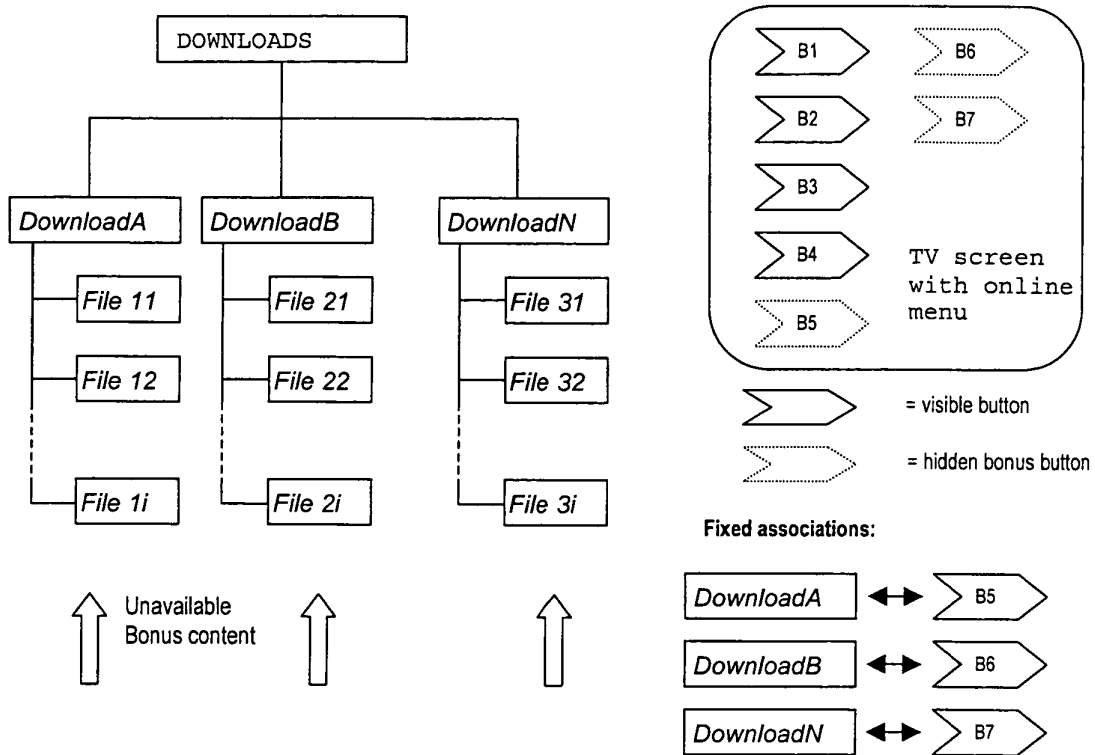 DOWNLOADS
DownloadA
DownloadB
DownloadN
File 11
File 21
File 31
File 12
File 22
File 32
File 1i
File 2i
File 3i
Unavailable
Bonus content
B1
B6
B2
B7
B3
B4
B5
TV screen
with online
menu
= visible button
= hidden bonus button
Fixed associations:
DownloadA
B5
DownloadB
B6
DownloadN
B7